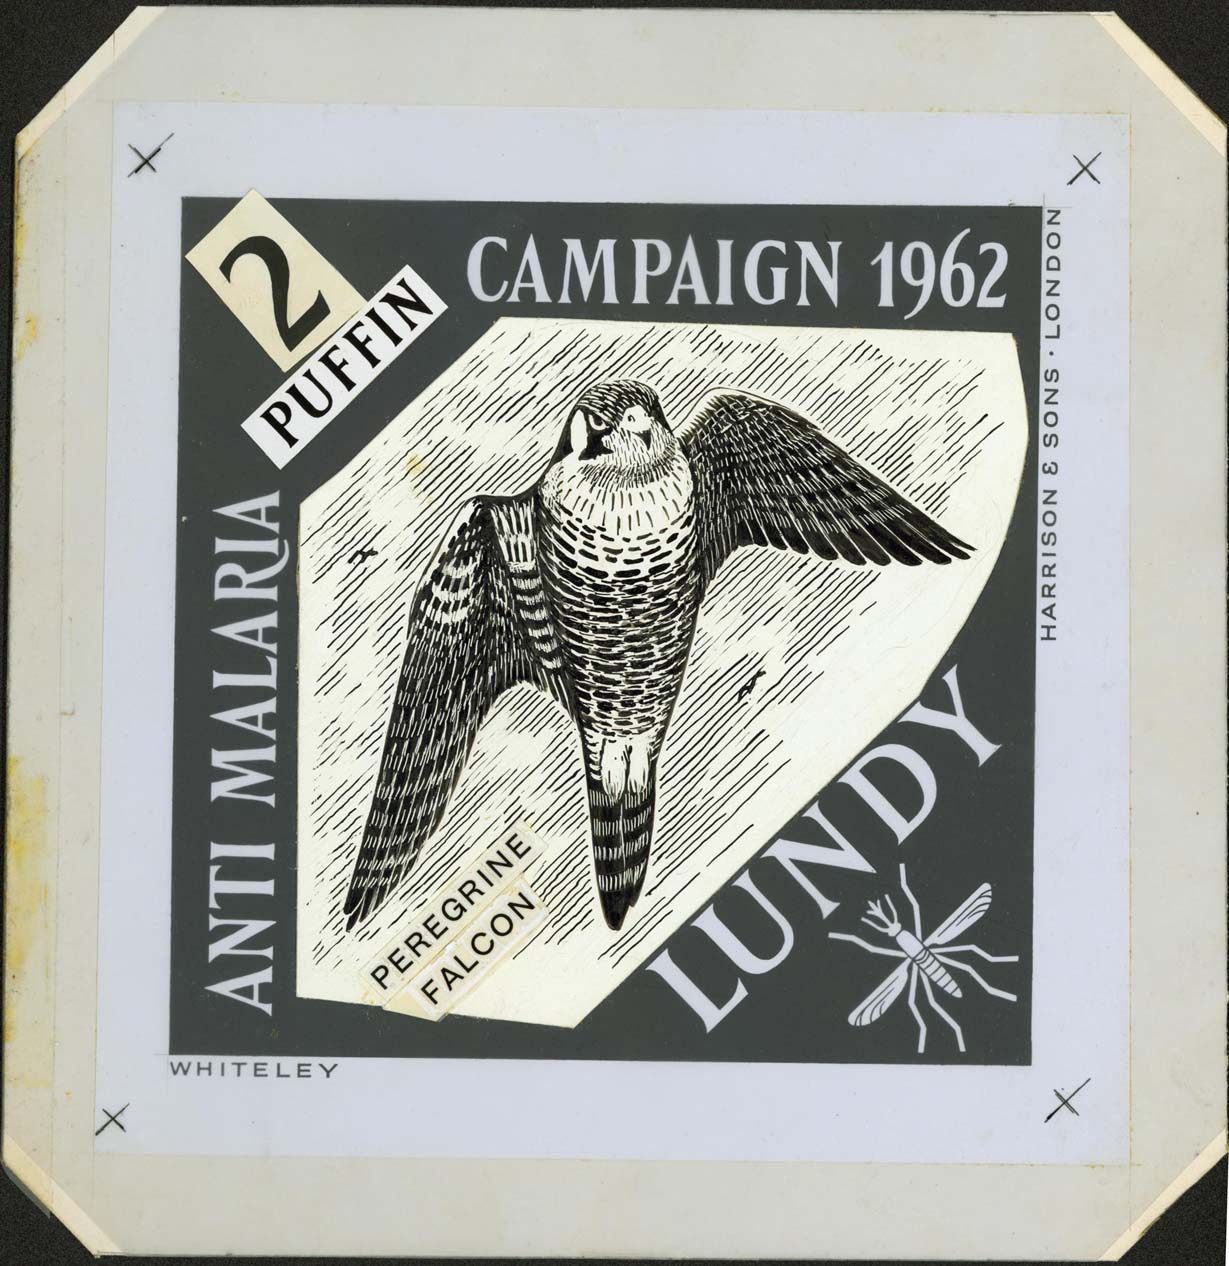 2
PUFFIN
CAMPAIGN 1962
ANTI MALARIA
PEREGRINE
FALCON
LUNDY
HARRISON & SONS · LONDON
WHITELEY